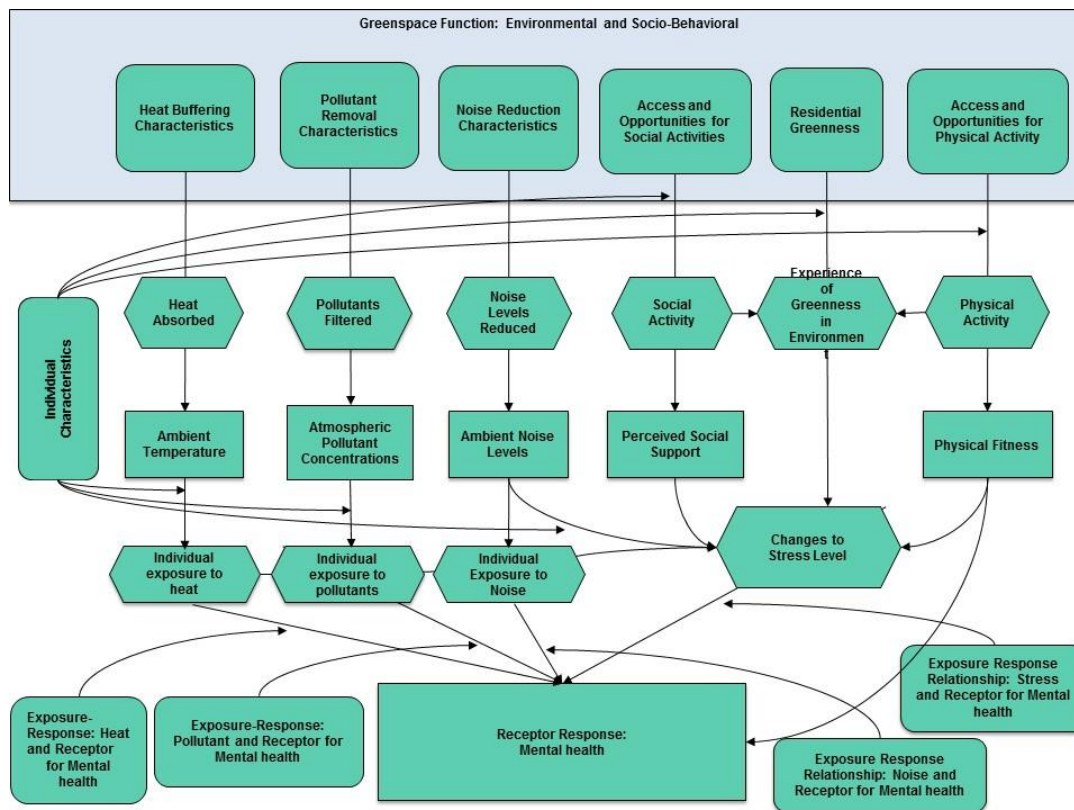 Greenspace Function: Environmental and Socio-Behavioral
Heat Buffering
Characteristics
Pollutant
Removal
Characteristics
Noise Reduction
Characteristics
Access and
Opportunities for
Social Activities
Residential
Greenness
Access and
Opportunities for
Physical Activity
Individual
Characteristics
Heat
Absorbed
Pollutants
Filtered
Noise
Levels
Reduced
Social
Activity
Experience
of
Greenness
in
Environmen
t
Physical
Activity
Ambient
Temperature
Atmospheric
Pollutant
Concentrations
Ambient Noise
Levels
Perceived Social
Support
Physical Fitness
Individual
exposure to
heat
Individual
exposure to
pollutants
Individual
Exposure to
Noise
Changes to
Stress Level
Exposure-
Response: Heat
and Receptor
for Mental
health
Exposure-Response:
Pollutant and Receptor for
Mental health
Receptor Response:
Mental health
Exposure Response
Relationship: Stress
and Receptor for Mental
health
Exposure Response
Relationship: Noise and
Receptor for Mental health